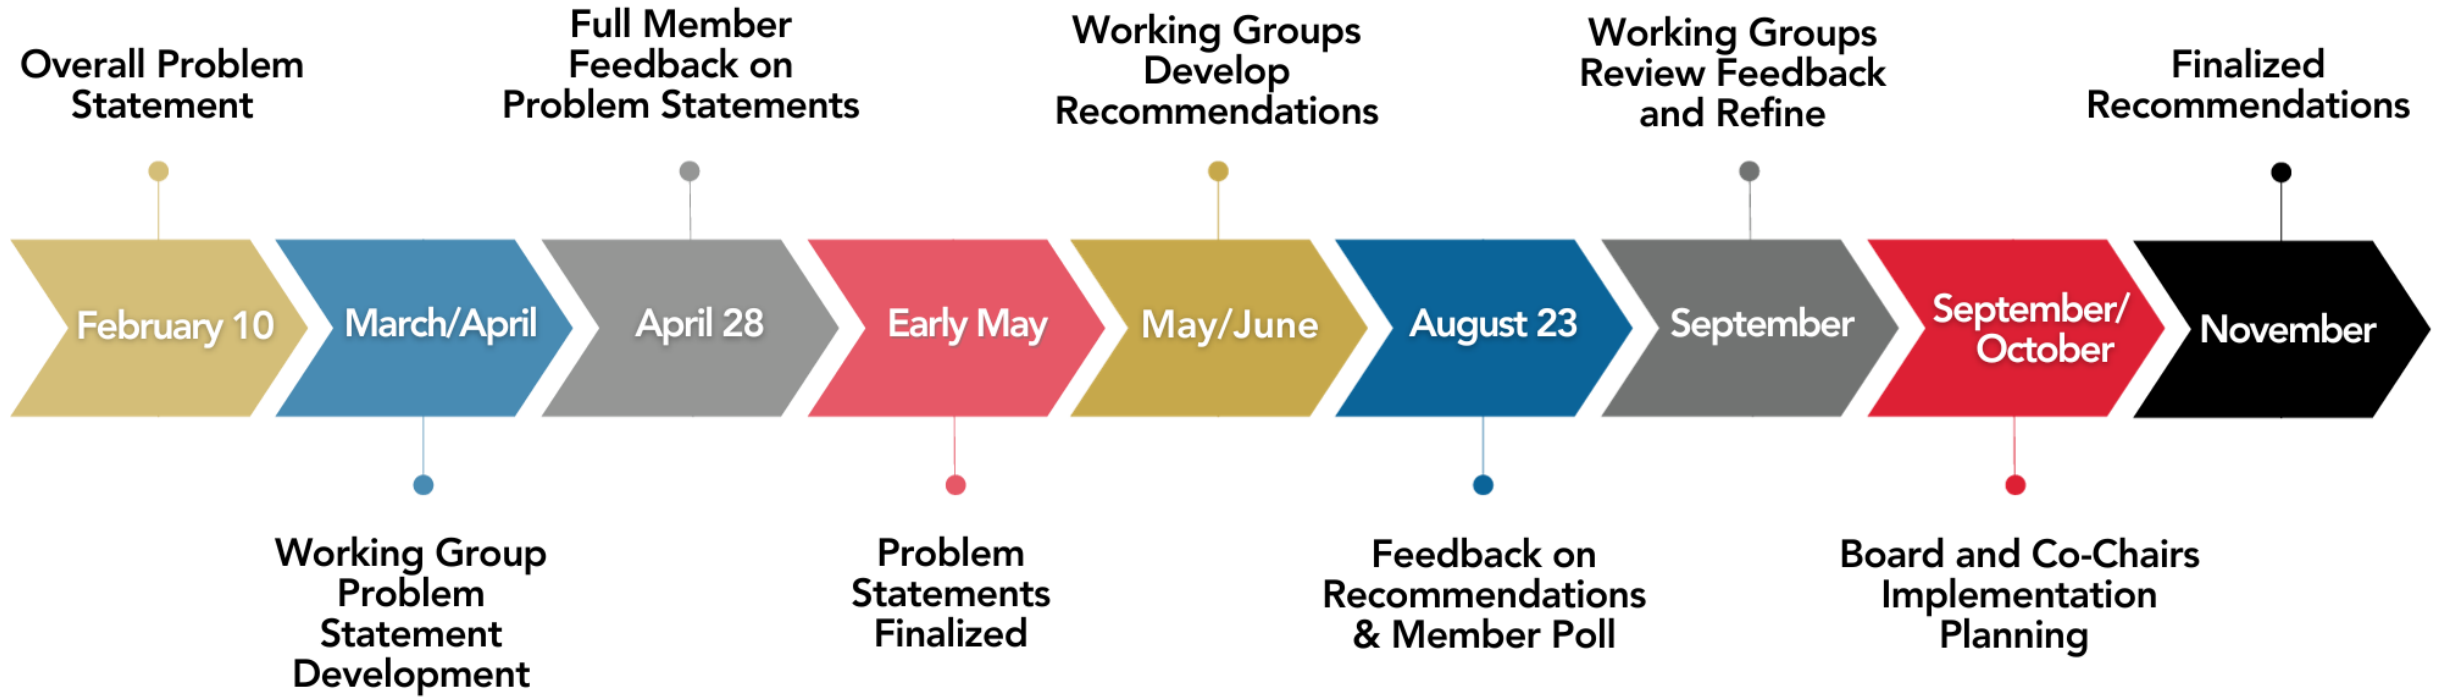 Overall Problem
Statement
Full Member
Feedback on
Problem Statements
Working Groups
Develop
Recommendations
Working Groups
Review Feedback
and Refine
Finalized
Recommendations
February 10
March/April
April 28
Early May
May/June
August 23
September
September/
October
November
Working Group
Problem
Statement
Development
Problem
Statements
Finalized
Feedback on
Recommendations
& Member Poll
Board and Co-Chairs
Implementation
Planning